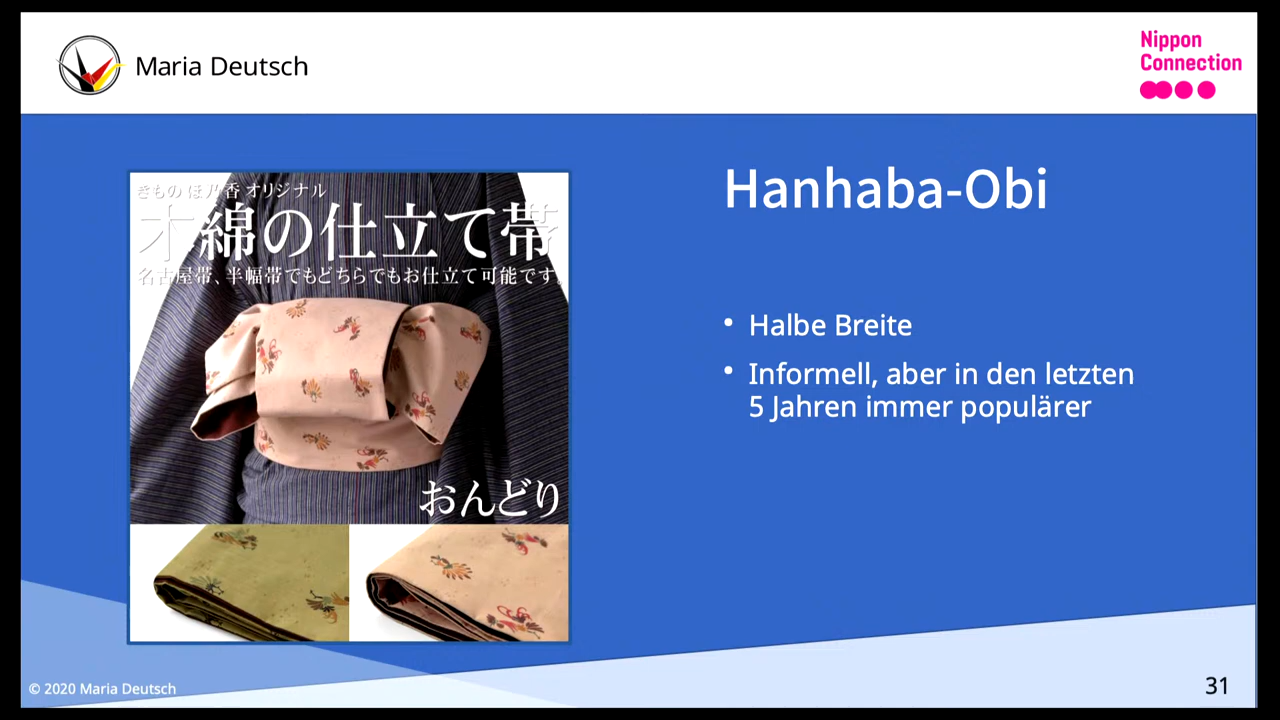 Maria Deutsch
Nippon
Connection
きもの ほ乃香 オリジナル
木綿の仕立て帯
名古屋帯、半幅帯でもどちらでもお仕立て可能です。
おんどり
Hanhaba-Obi
• Halbe Breite
• Informell, aber in den letzten
5 Jahren immer populärer
© 2020 Maria Deutsch
31